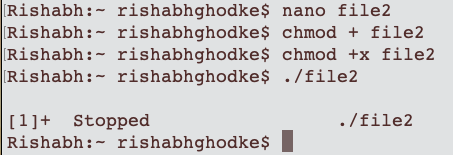 [Rishabh:~ rishabhghodke$ nano file2
[Rishabh:~ rishabhghodke$ chmod + file2
[Rishabh:~ rishabhghodke$ chmod +x file2
[Rishabh:~ rishabhghodke$ ./file2
[1]+  Stopped                 ./file2
Rishabh:~ rishabhghodke$